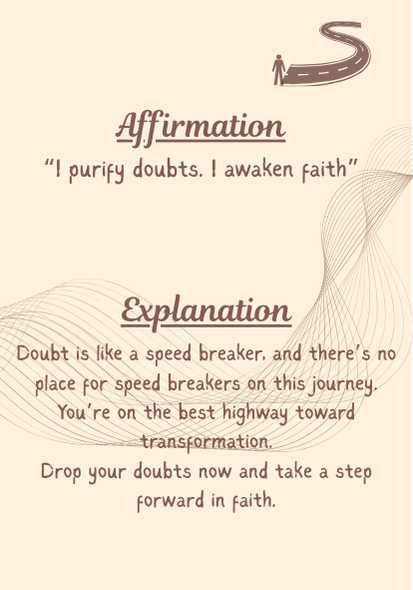 Affirmation
“I purify doubts. I awaken faith”
Explanation
Doubt is like a speed breaker, and there’s no
place for speed breakers on this journey.
You’re on the best highway toward
transformation.
Drop your doubts now and take a step
forward in faith.